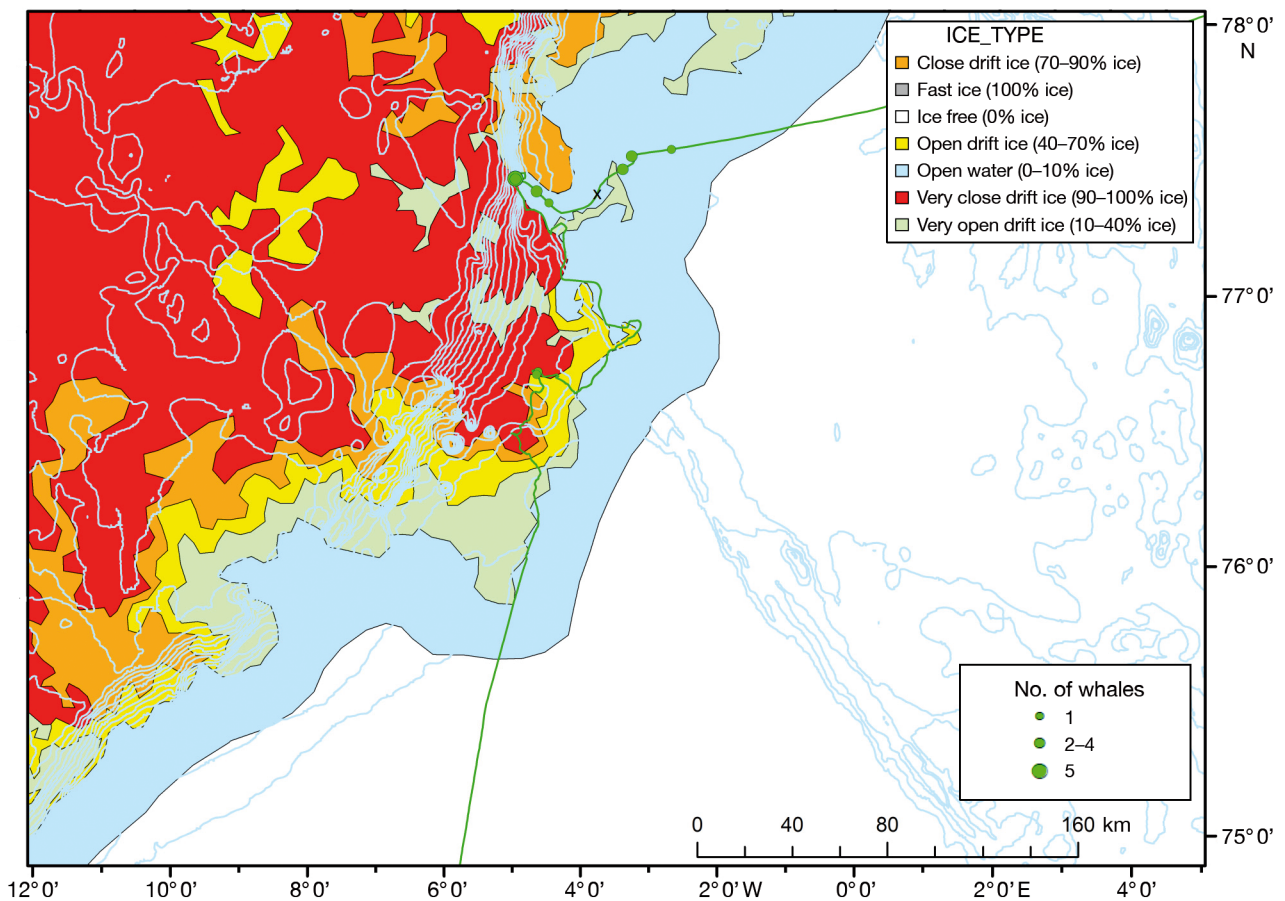 78° 0'
N
ICE_TYPE
Close drift ice (70–90% ice)
Fast ice (100% ice)
Ice free (0% ice)
Open drift ice (40–70% ice)
Open water (0–10% ice)
Very close drift ice (90–100% ice)
Very open drift ice (10–40% ice)
x
77° 0'
76° 0'
No. of whales
1
2–4
5
0 40 80 160 km
75° 0'
12° 0' 10° 0' 8° 0' 6° 0' 4° 0' 2° 0' W 0° 0' 2° 0' E 4° 0'